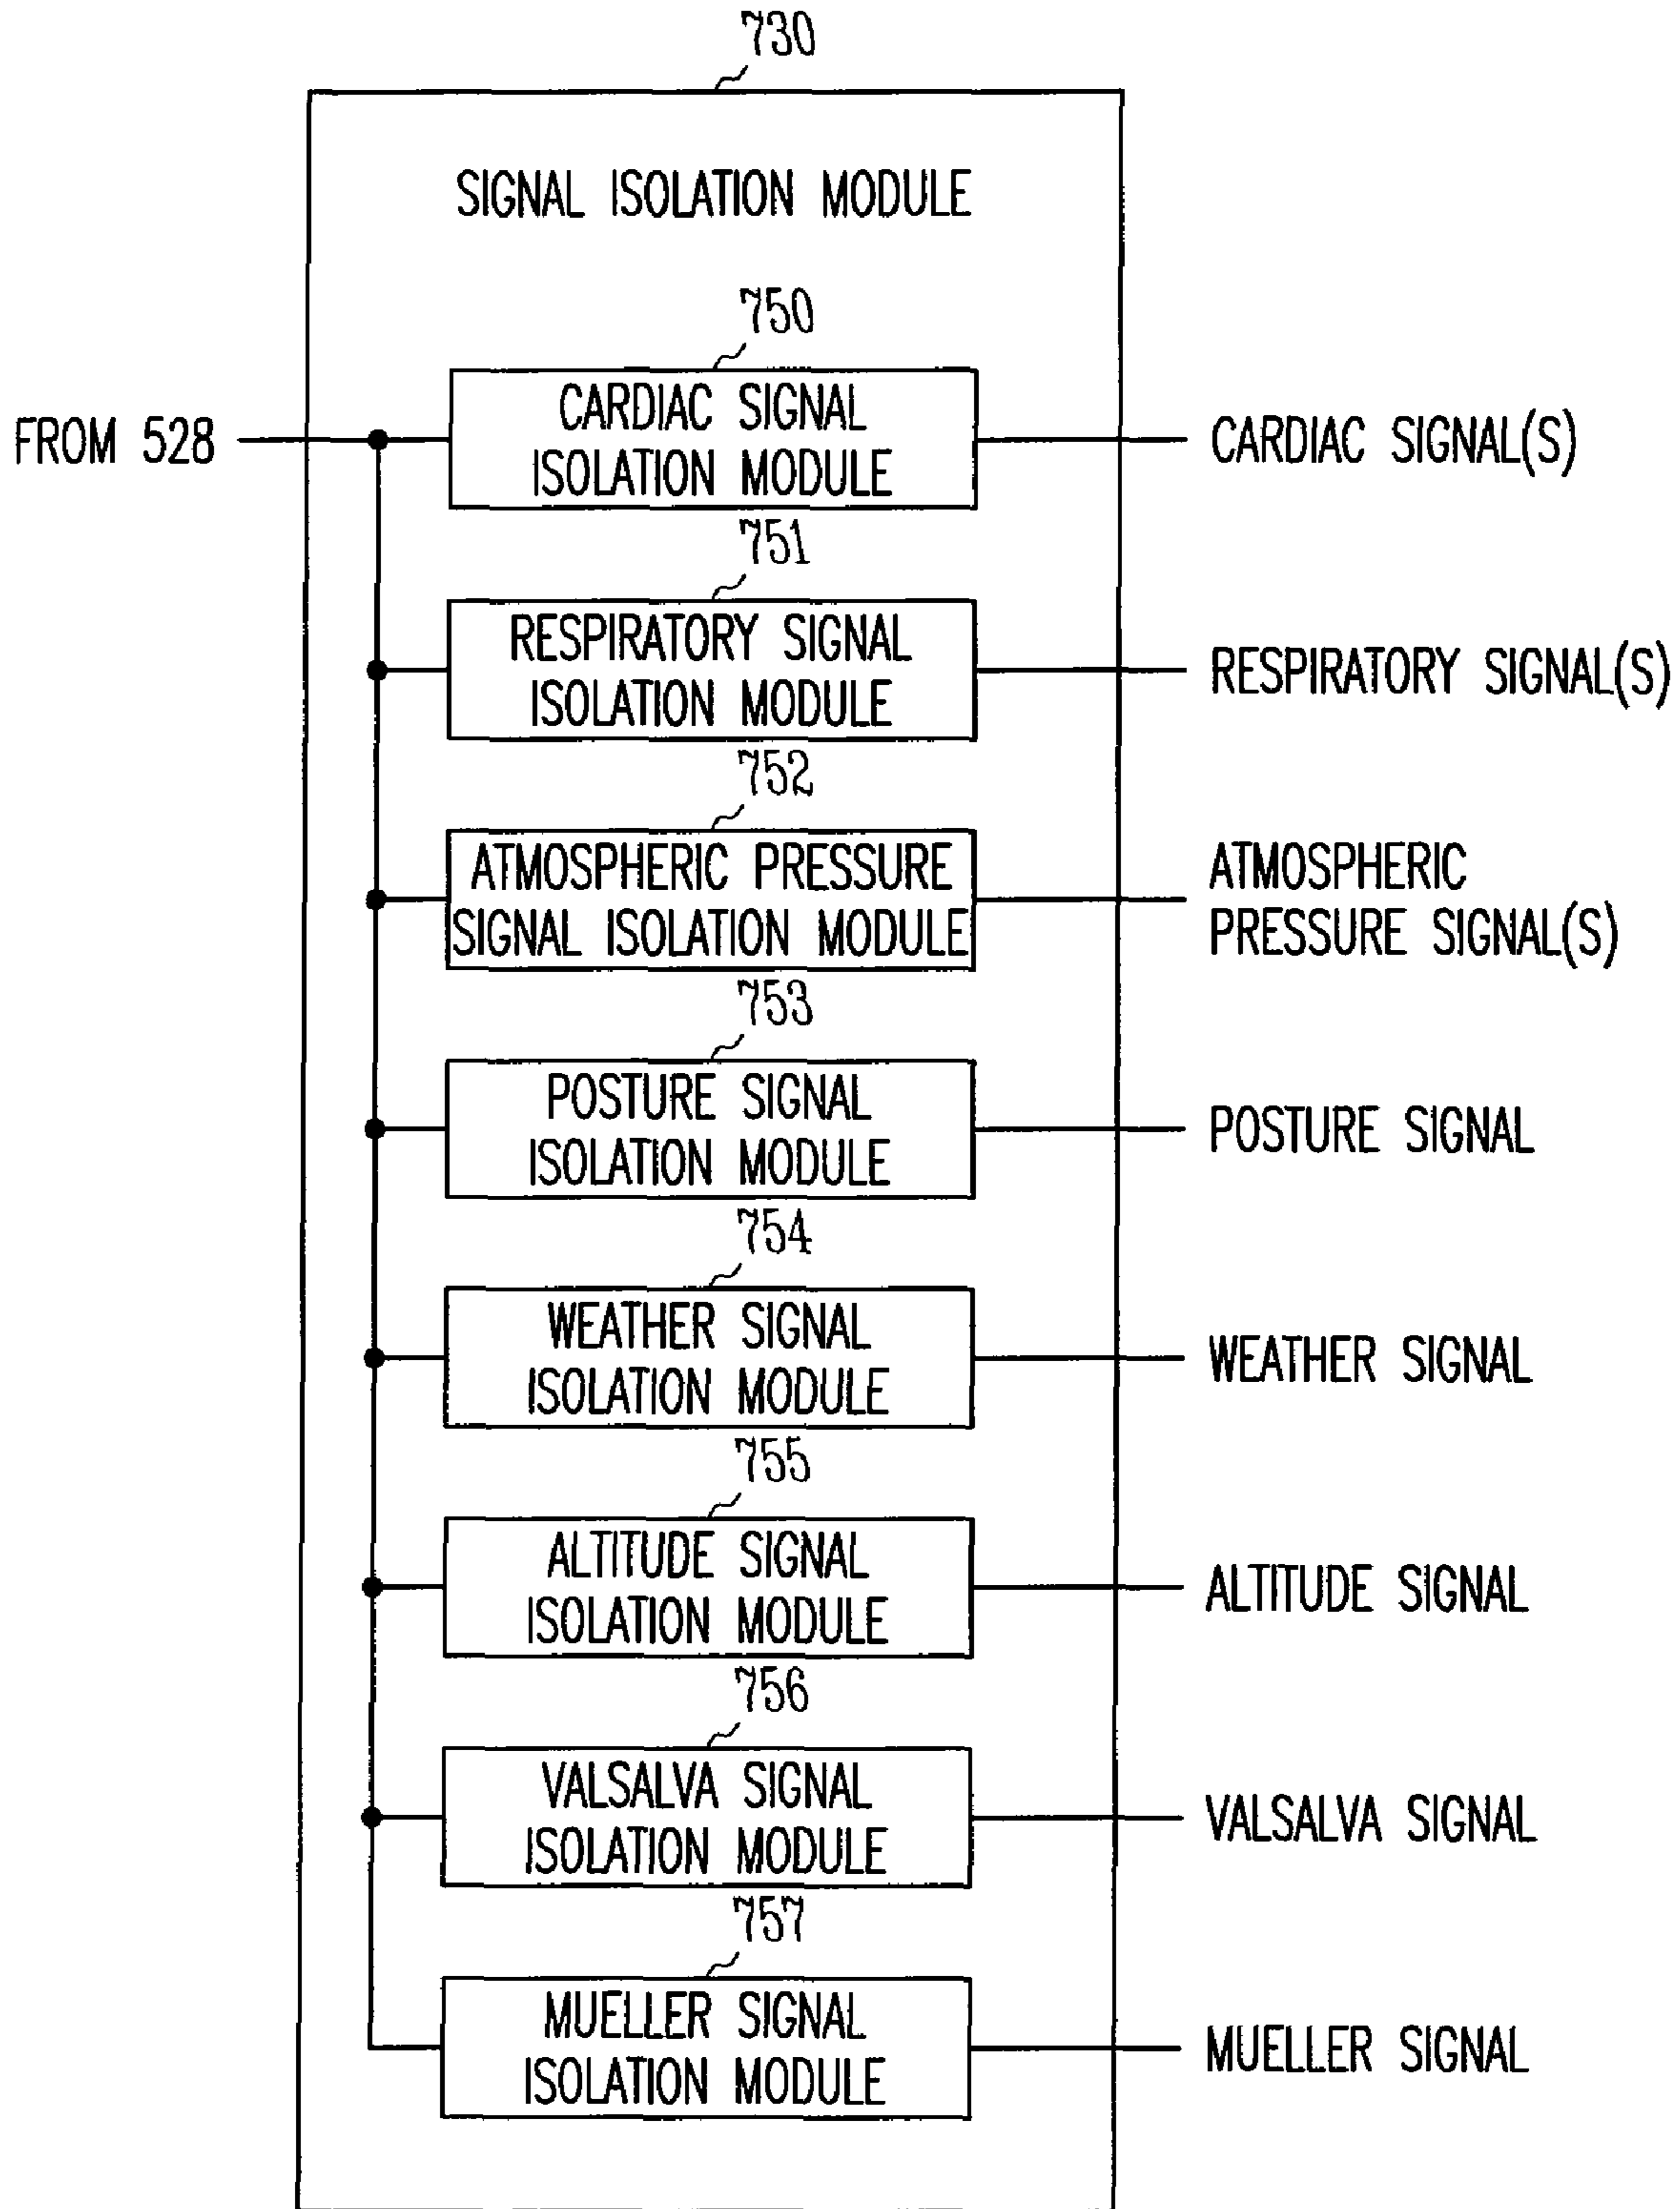 730
SIGNAL ISOLATION MODULE
750
FROM 528
CARDIAC SIGNAL
ISOLATION MODULE
CARDIAC SIGNAL(S)
751
RESPIRATORY SIGNAL
ISOLATION MODULE
RESPIRATORY SIGNAL(S)
752
ATMOSPHERIC PRESSURE
SIGNAL ISOLATION MODULE
ATMOSPHERIC
PRESSURE SIGNAL(S)
753
POSTURE SIGNAL
ISOLATION MODULE
POSTURE SIGNAL
754
WEATHER SIGNAL
ISOLATION MODULE
WEATHER SIGNAL
755
ALTITUDE SIGNAL
ISOLATION MODULE
ALTITUDE SIGNAL
756
VALSALVA SIGNAL
ISOLATION MODULE
VALSALVA SIGNAL
757
MUELLER SIGNAL
ISOLATION MODULE
MUELLER SIGNAL